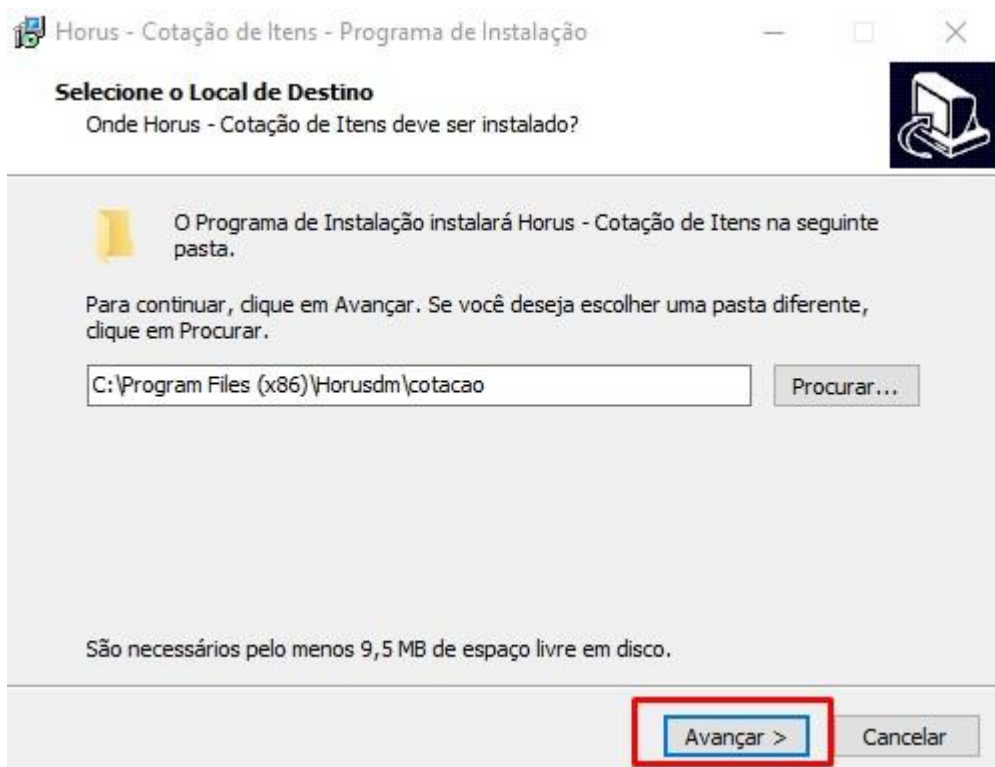 Horus - Cotação de Itens - Programa de Instalação
Selecione o Local de Destino
Onde Horus - Cotação de Itens deve ser instalado?
O Programa de Instalação instalará Horus - Cotação de Itens na seguinte
pasta.
Para continuar, clique em Avançar. Se você deseja escolher uma pasta diferente,
clique em Procurar.
C:\Program Files (x86)\Horusdm\cotacao
Procurar...
São necessários pelo menos 9,5 MB de espaço livre em disco.
Avançar >
Cancelar